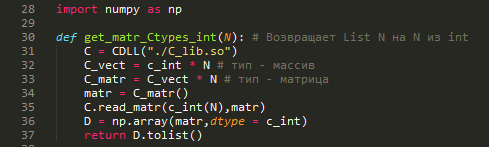 28 import numpy as np
29
30 def get_matr_Ctypes_int(N): # Возвращает List N на N из int
31     C = CDLL("./C_lib.so")
32     C_vect = c_int * N # тип - массив
33     C_matr = C_vect * N # тип - матрица
34     matr = C_matr()
35     C.read_matr(c_int(N),matr)
36     D = np.array(matr,dtype = c_int)
37     return D.tolist()